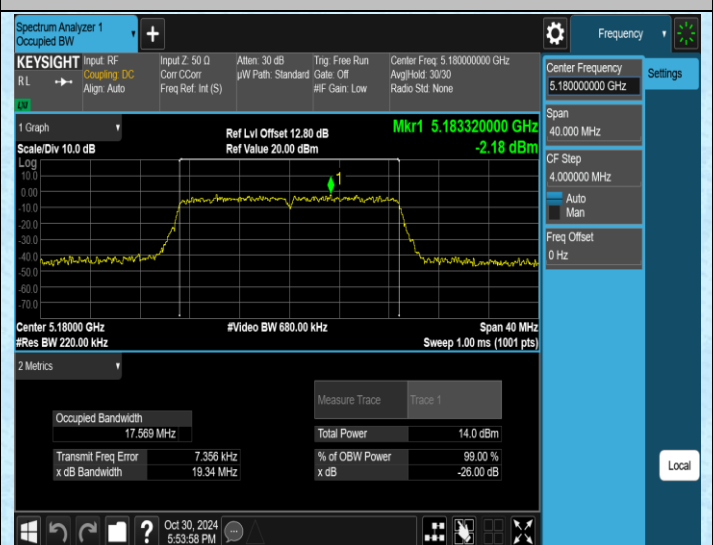 Spectrum Analyzer 1
Occupied BW
+
Frequency
KEYSIGHT
RL
LXI
Input: RF
Coupling: DC
Align: Auto
Input Z: 50 Ω
Corr CCorr
Freq Ref: Int (S)
Atten: 30 dB
µW Path: Standard
Trig: Free Run
Gate: Off
#IF Gain: Low
Center Freq: 5.180000000 GHz
Avg|Hold: 30/30
Radio Std: None
Center Frequency
5.180000000 GHz
Settings
Span
40.000 MHz
CF Step
4.000000 MHz
Auto
Man
Freq Offset
0 Hz
1 Graph
Scale/Div 10.0 dB
Ref Lvl Offset 12.80 dB
Ref Value 20.00 dBm
Mkr1 5.183320000 GHz
-2.18 dBm
Log
10.0
0.00
-10.0
-20.0
-30.0
-40.0
-50.0
-60.0
-70.0
1
Center 5.18000 GHz
#Res BW 220.00 kHz
#Video BW 680.00 kHz
Span 40 MHz
Sweep 1.00 ms (1001 pts)
2 Metrics
Measure Trace
Trace 1
Occupied Bandwidth
17.569 MHz
Total Power
14.0 dBm
Transmit Freq Error
7.356 kHz
% of OBW Power
99.00 %
x dB Bandwidth
19.34 MHz
x dB
-26.00 dB
Local
?
Oct 30, 2024
5:53:58 PM